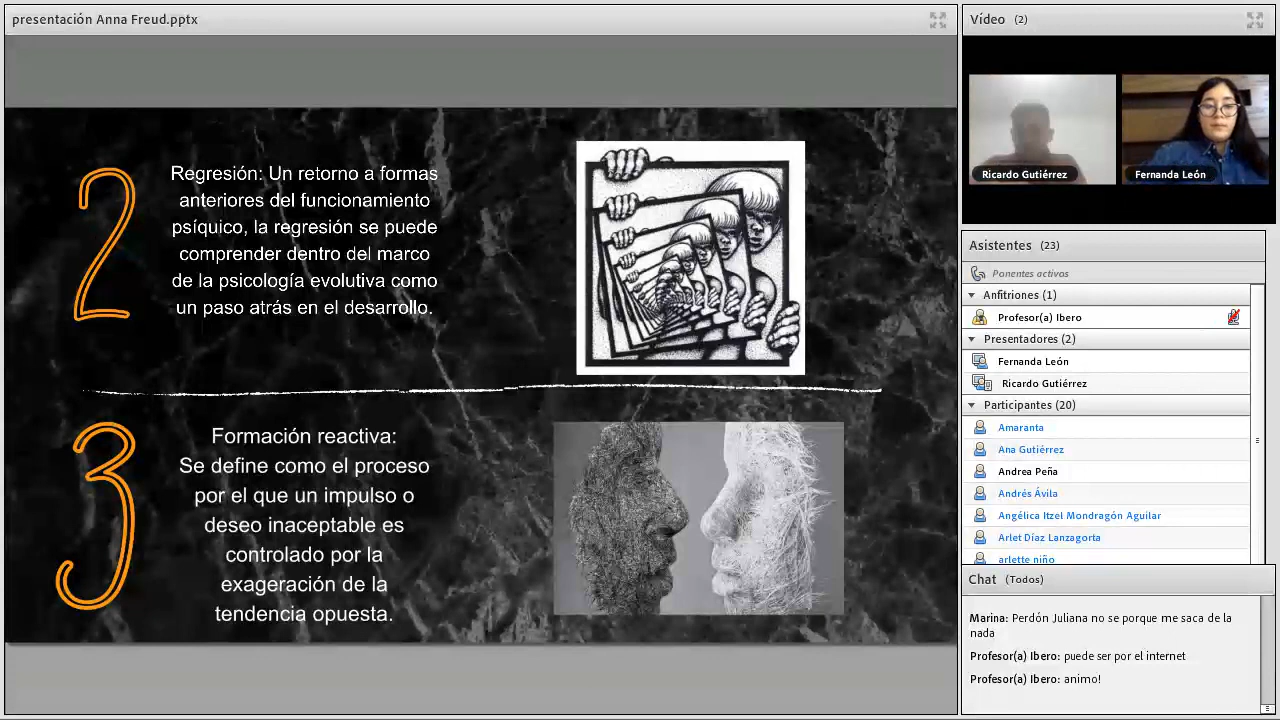 presentación Anna Freud.pptx
2
Regresión: Un retorno a formas
anteriores del funcionamiento
psíquico, la regresión se puede
comprender dentro del marco
de la psicología evolutiva como
un paso atrás en el desarrollo.
3
Formación reactiva:
Se define como el proceso
por el que un impulso o
deseo inaceptable es
controlado por la
exageración de la
tendencia opuesta.
Vídeo (2)
Ricardo Gutiérrez
Fernanda León
Asistentes (23)
Ponentes activos
Anfitriones (1)
Profesor(a) Ibero
Presentadores (2)
Fernanda León
Ricardo Gutiérrez
Participantes (20)
Amaranta
Ana Gutiérrez
Andrea Peña
Andrés Ávila
Angélica Itzel Mondragón Aguilar
Arlet Díaz Lanzagorta
arlette niño
Chat (Todos)
Marina: Perdón Juliana no se porque me saca de la
nada
Profesor(a) Ibero: puede ser por el internet
Profesor(a) Ibero: animo!